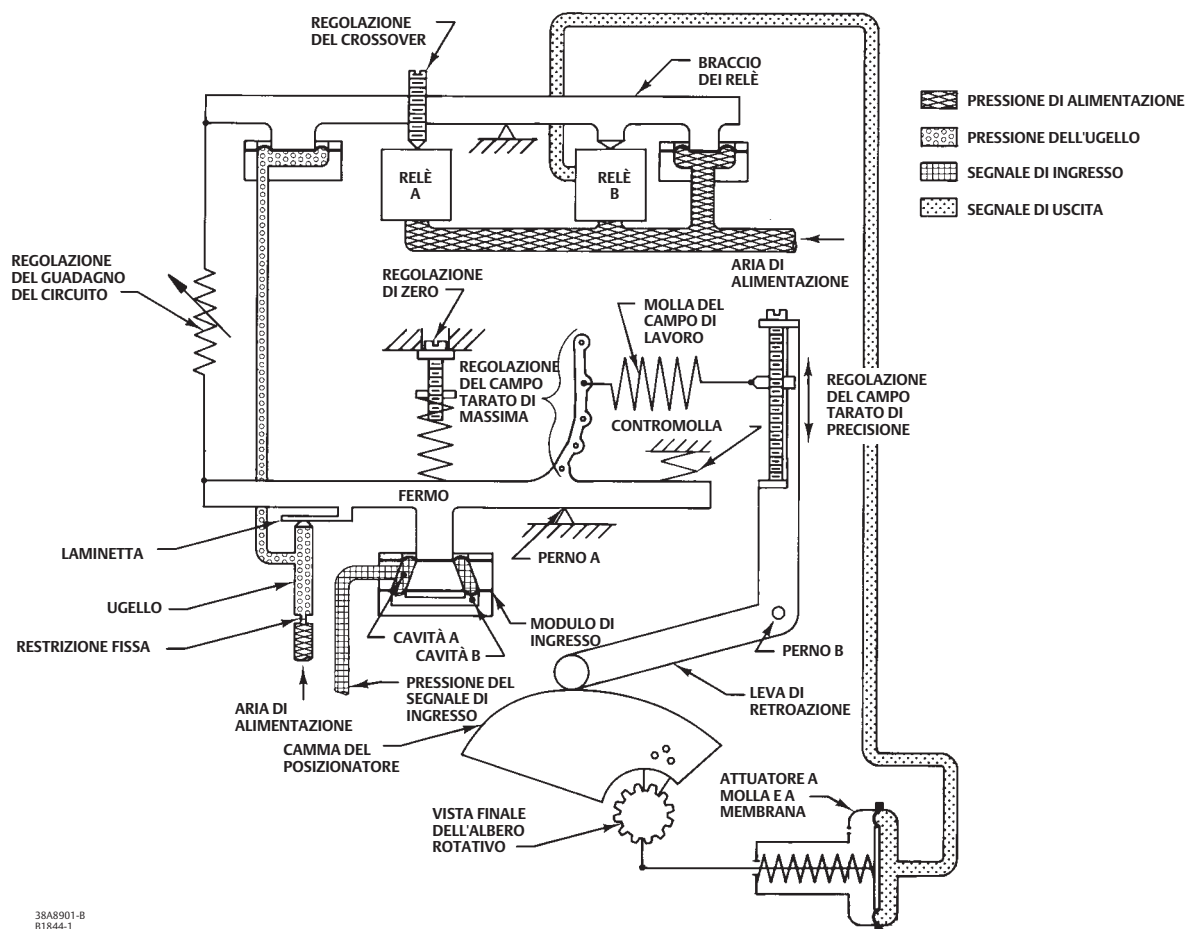 REGOLAZIONE
DEL CROSSOVER
BRACCIO
DEI RELÈ
PRESSIONE DI ALIMENTAZIONE
PRESSIONE DELL'UGELLO
SEGNALE DI INGRESSO
SEGNALE DI USCITA
RELÈ
A
RELÈ
B
ARIA DI
ALIMENTAZIONE
REGOLAZIONE
DEL GUADAGNO
DEL CIRCUITO
REGOLAZIONE
DI ZERO
MOLLA DEL
CAMPO DI
LAVORO
REGOLAZIONE
DEL CAMPO
TARATO DI
MASSIMA
REGOLAZIONE
DEL CAMPO
TARATO DI
PRECISIONE
CONTROMOLLA
FERMO
LAMINETTA
PERNO A
UGELLO
MODULO DI
INGRESSO
RESTRIZIONE FISSA
CAVITÀ A
CAVITÀ B
PERNO B
PRESSIONE DEL
SEGNALE DI
INGRESSO
LEVA DI
RETROAZIONE
ARIA DI
ALIMENTAZIONE
CAMMA DEL
POSIZIONATORE
ATTUATORE A
MOLLA E A
MEMBRANA
VISTA FINALE
DELL'ALBERO
ROTATIVO
38A8901-B
B1844-1